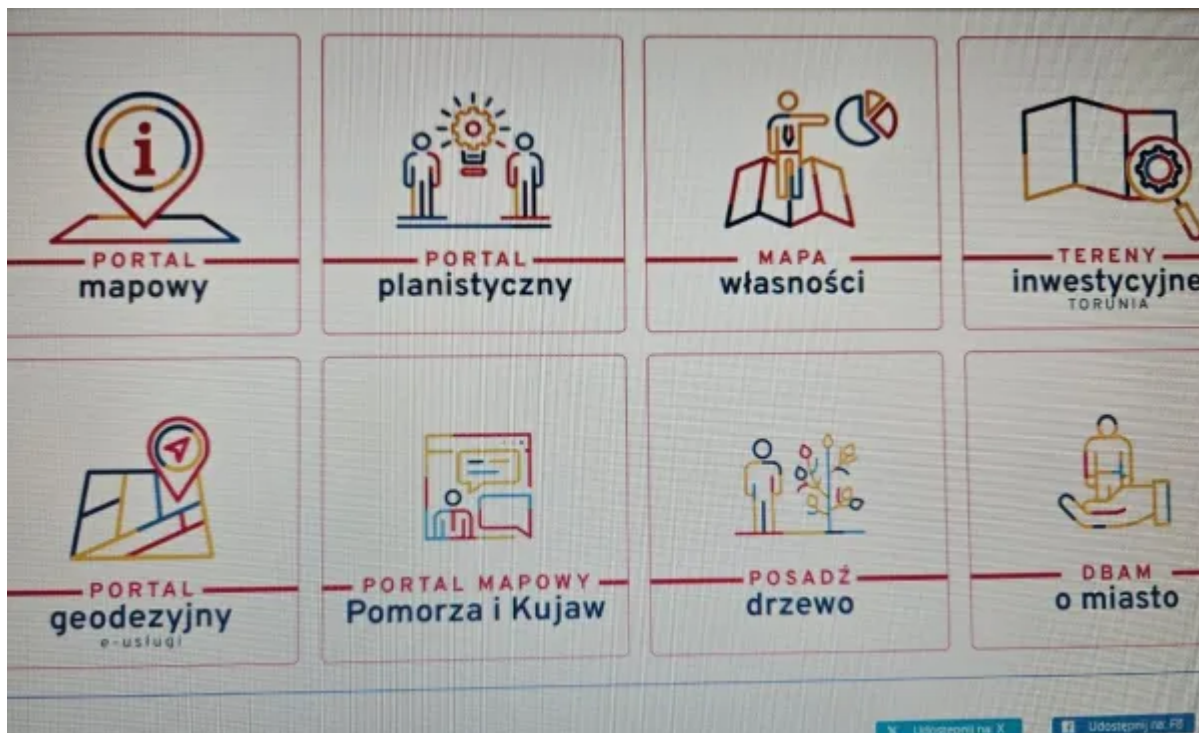 PORTAL
mapowy
PORTAL
planistyczny
MAPA
własności
TERENY
inwestycyjne
TORUNIA
PORTAL
geodezyjny
e-usługi
PORTAL MAPOWY
Pomorza i Kujaw
POSADŹ
drzewo
DBAM
o miasto
Udostępnij na: X
Udostępnij na: FB